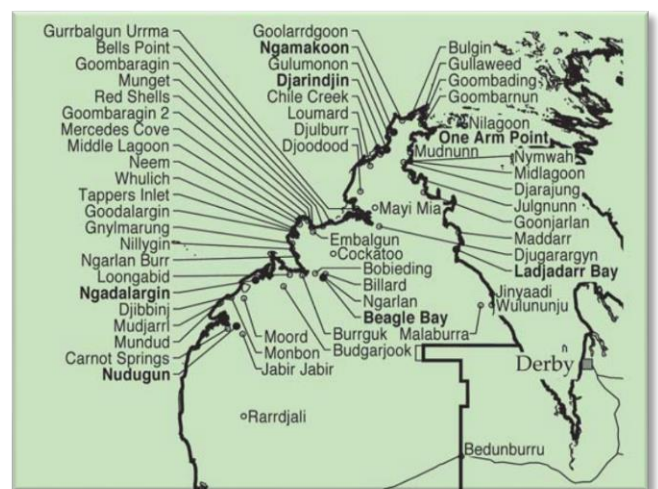 Gurrbalgun Urrma
Bells Point
Goombaragin
Munget
Red Shells
Goombaragin 2
Mercedes Cove
Middle Lagoon
Neem
Whulich
Tappers Inlet
Goodalargin
Gnylmarung
Nillygin
Ngarlan Burr
Loongabid
Ngadalargin
Djibbinj
Mudjarrl
Mundud
Carnot Springs
Nudugun
Goolarrdgoon
Ngamakoon
Gulumonon
Djarindjin
Chile Creek
Loumard
Djulburr
Djoodood
Bulgin
Gullaweed
Goombading
Goombarnun
Nilagoon
One Arm Point
Mudnunn
Nymwah
Midlagoon
Djarajung
Julgnunn
Goonjarlan
Maddarr
Djugarargyn
Ladjadarr Bay
Mayi Mia
Embalgun
Cockatoo
Bobieding
Billard
Ngarlan
Beagle Bay
Jinyaadi
Wulununju
Malaburra
Burrguk
Budgarjook
Moord
Monbon
Jabir Jabir
Derby
Rarrdjali
Bedunburru